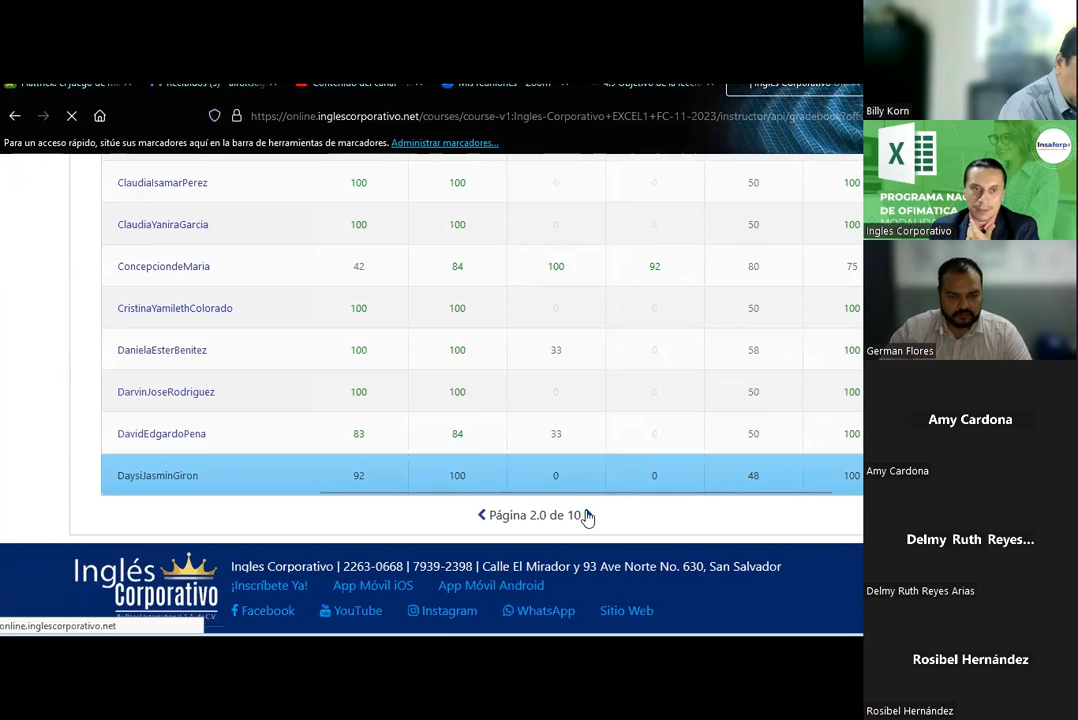 https://online.inglescorporativo.net/courses/course-v1:Ingles-Corporativo+EXCEL1+FC-11-2023/instructor/api/gradebook?off
Para un acceso rápido, sitúe sus marcadores aquí en la barra de herramientas de marcadores. Administrar marcadores...
ClaudiaIsamarPerez 100 100 0 0 50 100
ClaudiaYaniraGarcia 100 100 0 0 50 100
ConcepciondeMaria 42 84 100 92 80 75
CristinaYamilethColorado 100 100 0 0 50 100
DanielaEsterBenitez 100 100 33 0 58 100
DarvinJoseRodriguez 100 100 0 0 50 100
DavidEdgardoPena 83 84 33 0 50 100
DaysiJasminGiron 92 100 0 0 48 100
Página 2.0 de 10
Inglés
Corporativo
Ingles Corporativo | 2263-0668 | 7939-2398 | Calle El Mirador y 93 Ave Norte No. 630, San Salvador
¡Inscríbete Ya! App Móvil iOS App Móvil Android
Facebook YouTube Instagram WhatsApp Sitio Web
online.inglescorporativo.net
Billy Korn
X
Insaforp
PROGRAMA NA
DE OFIMÁTICA
Ingles Corporativo
German Flores
Amy Cardona
Amy Cardona
Delmy Ruth Reyes...
Delmy Ruth Reyes Arias
Rosibel Hernández
Rosibel Hernández